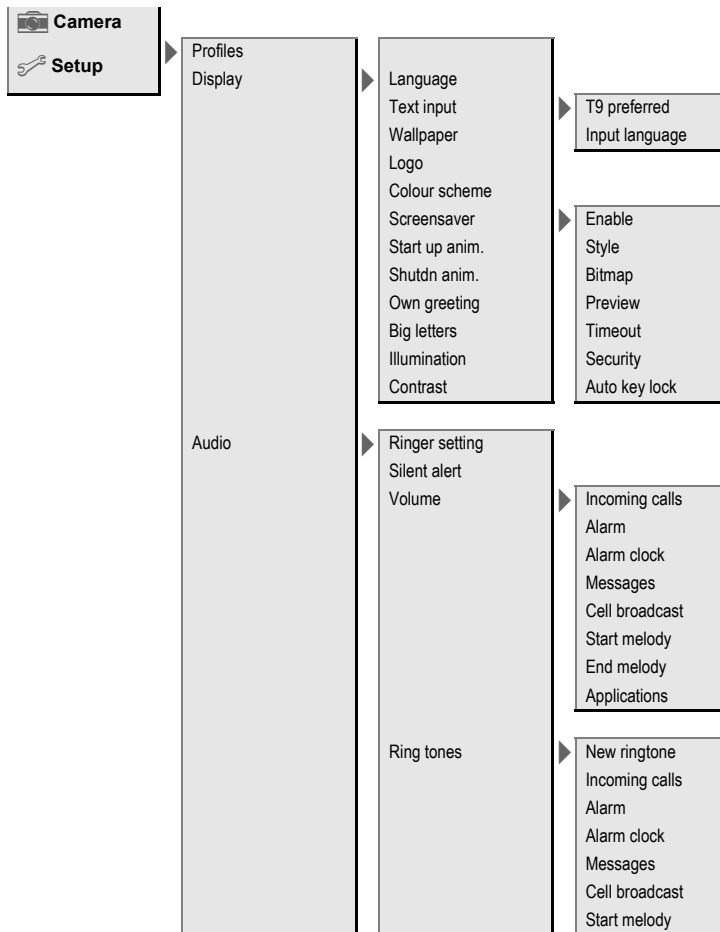 Camera
Setup
Profiles
Display
Language
Text input
T9 preferred
Wallpaper
Input language
Logo
Colour scheme
Screensaver
Enable
Start up anim.
Style
Shutdn anim.
Bitmap
Own greeting
Preview
Big letters
Timeout
Illumination
Security
Contrast
Auto key lock
Audio
Ringer setting
Silent alert
Volume
Incoming calls
Alarm
Alarm clock
Messages
Cell broadcast
Start melody
End melody
Applications
Ring tones
New ringtone
Incoming calls
Alarm
Alarm clock
Messages
Cell broadcast
Start melody